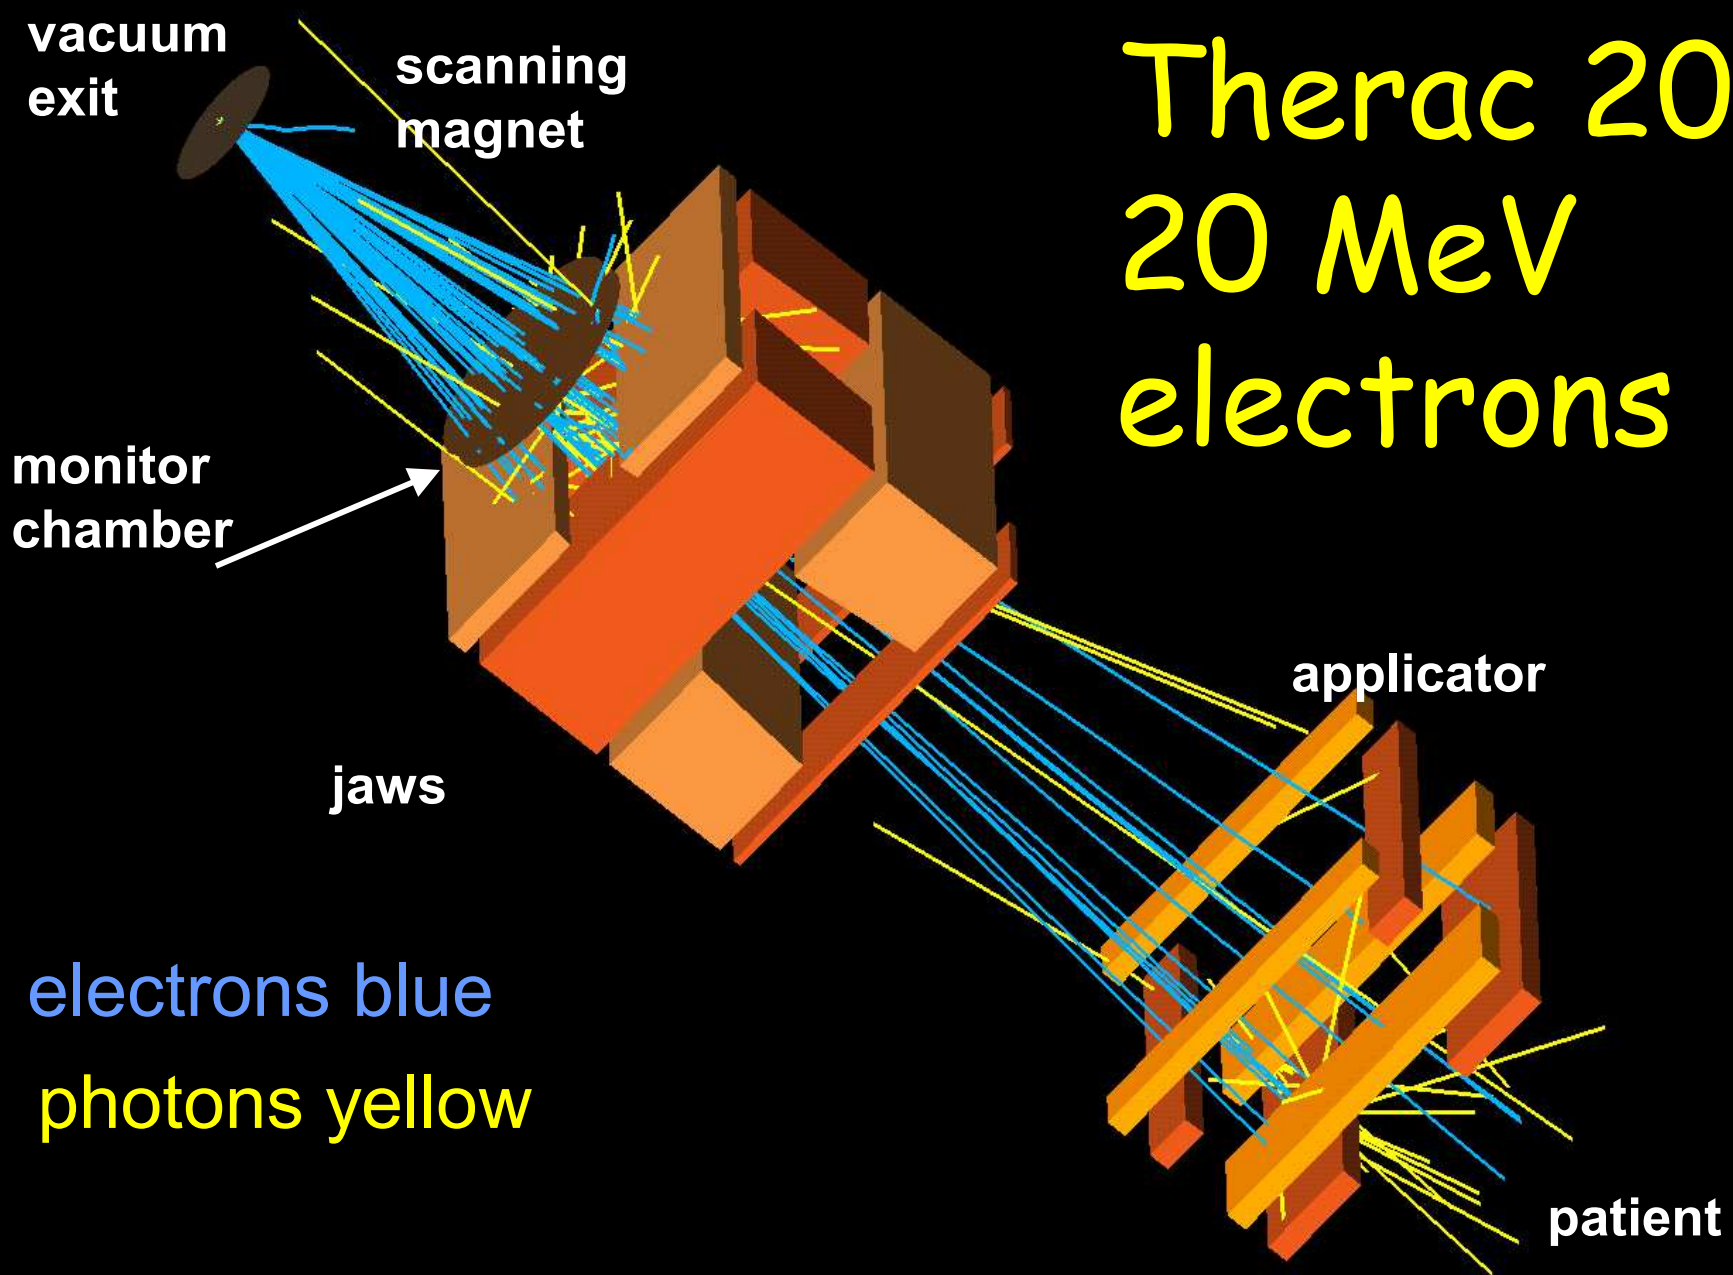 vacuum
exit
scanning
magnet
Therac 20
20 MeV
electrons
monitor
chamber
applicator
jaws
electrons blue
photons yellow
patient